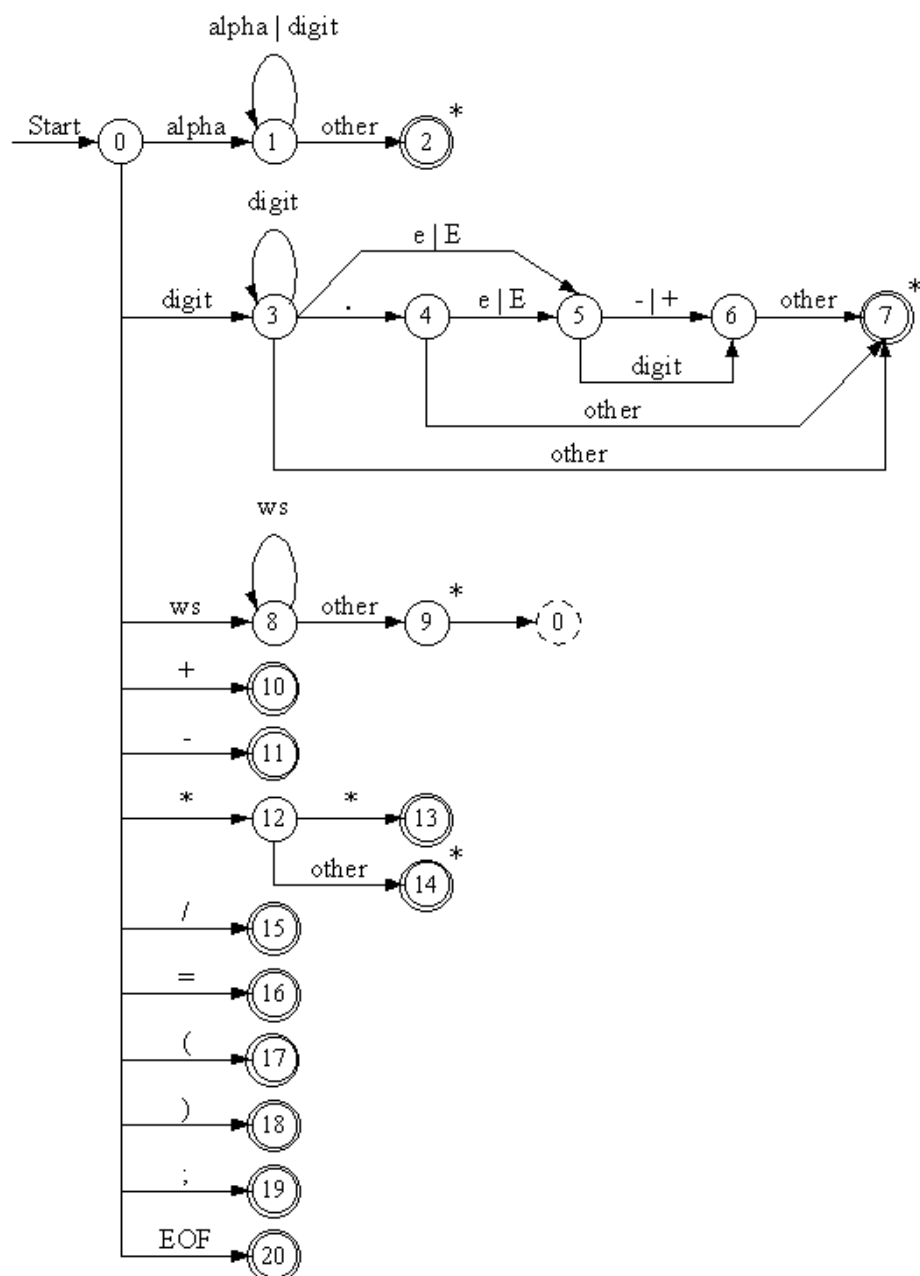 alpha | digit
Start 0 alpha 1 other 2 *
digit
e | E
digit 3 . 4 e | E 5 - | + 6 other 7 *
digit
other
other
ws
ws 8 other 9 * 0
+ 10
- 11
* 12 * 13
other 14 *
/ 15
= 16
( 17
) 18
; 19
EOF 20